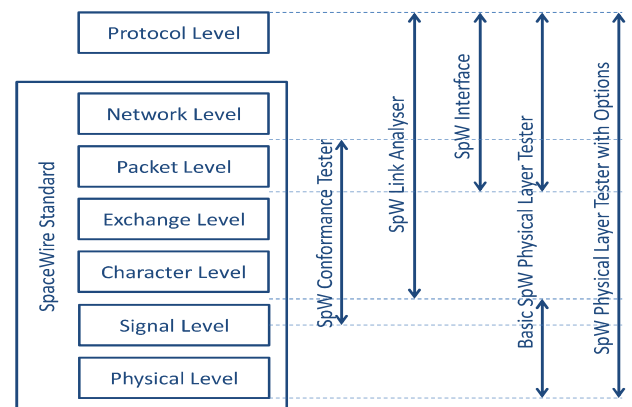 Protocol Level
SpaceWire Standard
Network Level
Packet Level
Exchange Level
Character Level
Signal Level
Physical Level
SpW Conformance Tester
SpW Link Analyser
SpW Interface
Basic SpW Physical Layer Tester
SpW Physical Layer Tester with Options